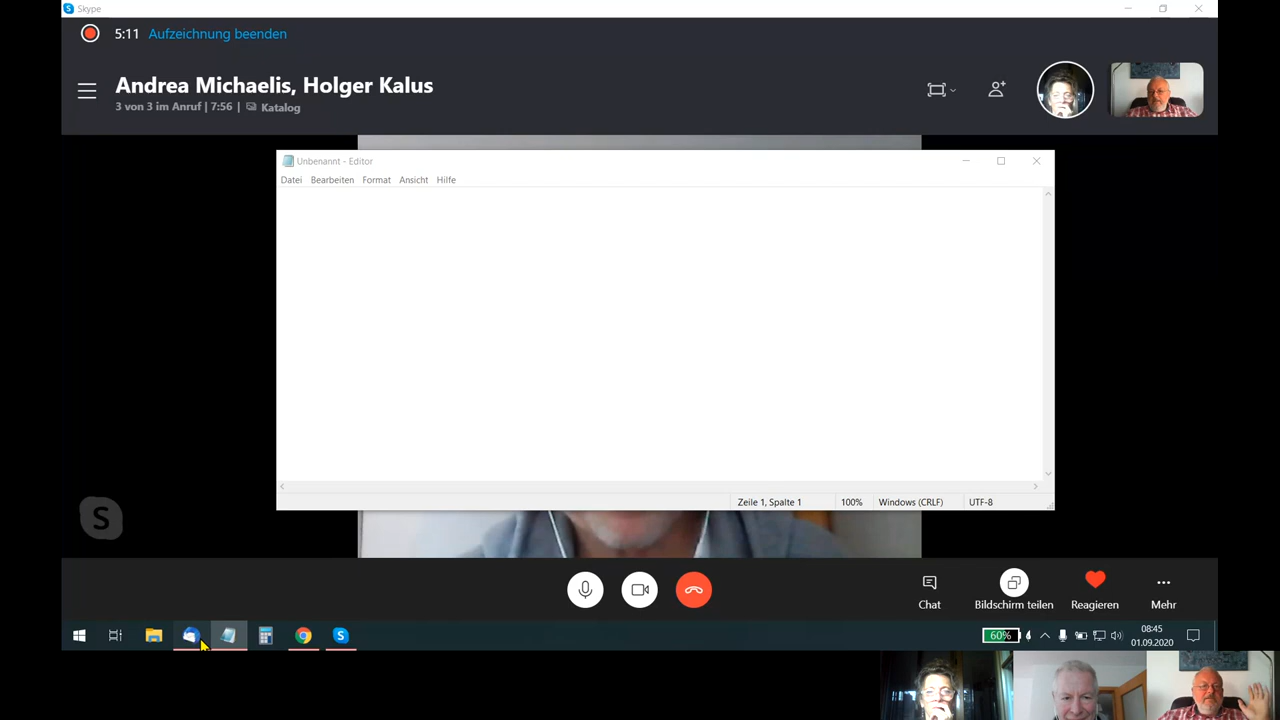 Skype
5:11 Aufzeichnung beenden
Andrea Michaelis, Holger Kalus
3 von 3 im Anruf | 7:56 | Katalog
Unbenannt - Editor
Datei Bearbeiten Format Ansicht Hilfe
Zeile 1, Spalte 1 100% Windows (CRLF) UTF-8
Chat Bildschirm teilen Reagieren Mehr
60%
08:45
01.09.2020